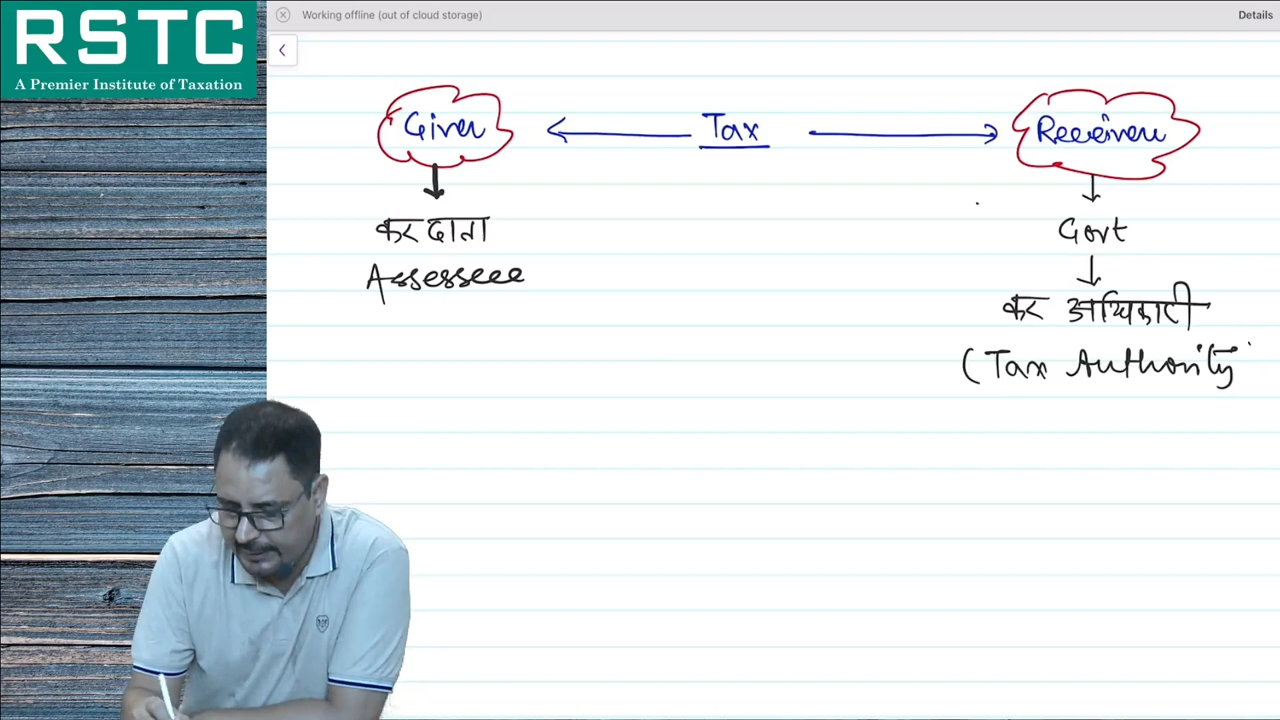 RSTC
A Premier Institute of Taxation
Working offline (out of cloud storage)
Details
Giver
Tax
Receiver
कर दाता
Assesseee
Govt
कर अधिकारी
(Tax Authority